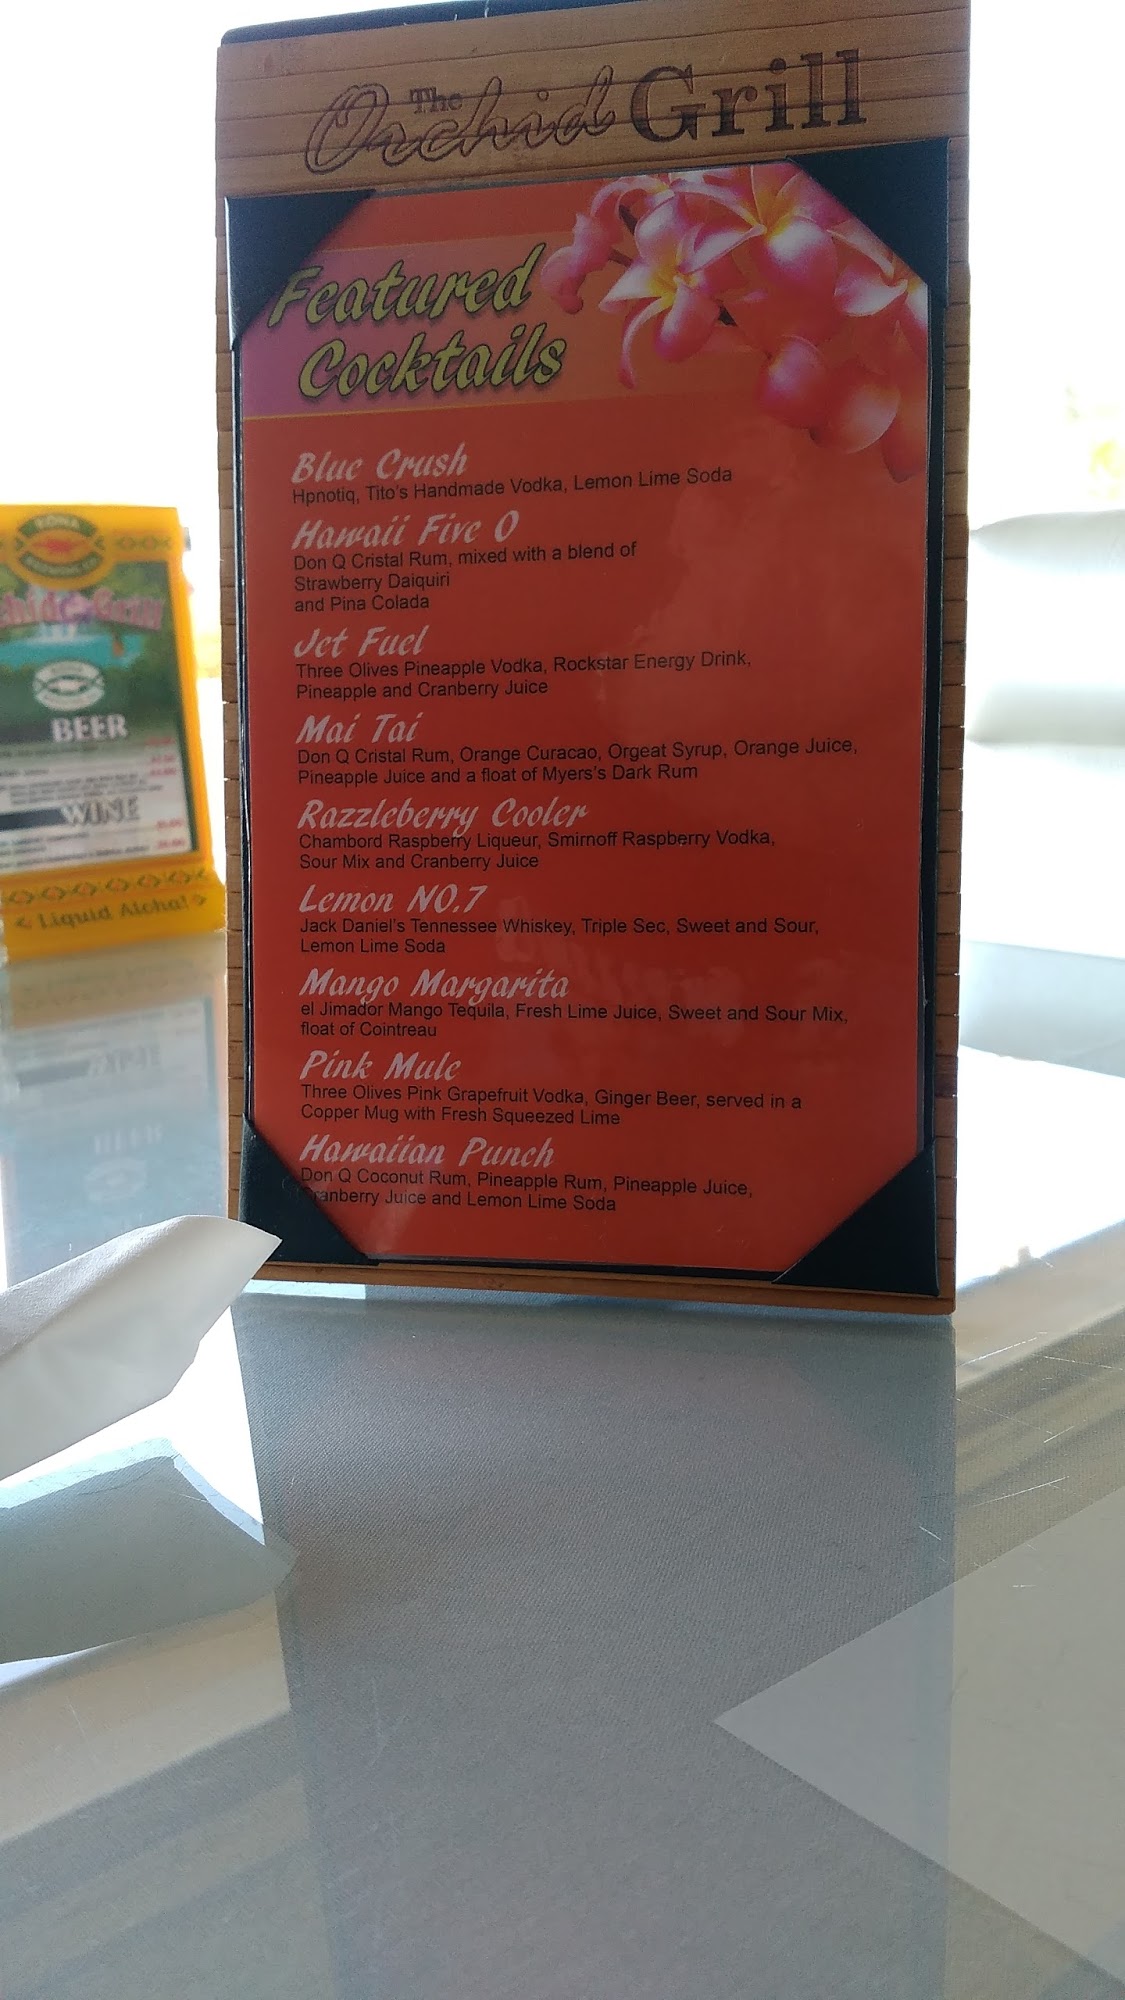 The
Orchid Grill
Featured
Cocktails
Blue Crush
Hpnotiq, Tito's Handmade Vodka, Lemon Lime Soda
Hawaii Five O
Don Q Cristal Rum, mixed with a blend of
Strawberry Daiquiri
and Pina Colada
Jet Fuel
Three Olives Pineapple Vodka, Rockstar Energy Drink,
Pineapple and Cranberry Juice
Mai Tai
Don Q Cristal Rum, Orange Curacao, Orgeat Syrup, Orange Juice,
Pineapple Juice and a float of Myers's Dark Rum
Razzleberry Cooler
Chambord Raspberry Liqueur, Smirnoff Raspberry Vodka,
Sour Mix and Cranberry Juice
Lemon NO.7
Jack Daniel's Tennessee Whiskey, Triple Sec, Sweet and Sour,
Lemon Lime Soda
Mango Margarita
el Jimador Mango Tequila, Fresh Lime Juice, Sweet and Sour Mix,
float of Cointreau
Pink Mule
Three Olives Pink Grapefruit Vodka, Ginger Beer, served in a
Copper Mug with Fresh Squeezed Lime
Hawaiian Punch
Don Q Coconut Rum, Pineapple Rum, Pineapple Juice,
Cranberry Juice and Lemon Lime Soda
KONA
Grill
BEER
WINE
Liquid Aloha!